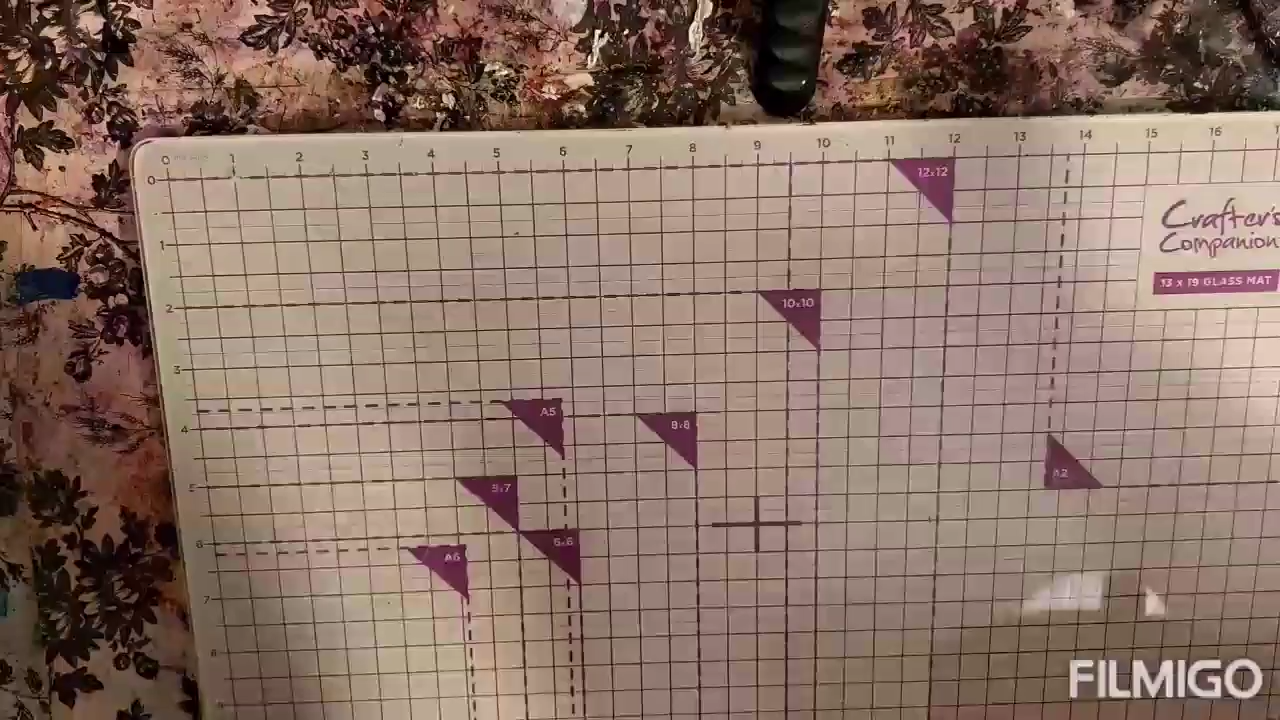 0 1 2 3 4 5 6 7 8 9 10 11 12 13 14 15 16
0
12x12
Crafter's
Companion
1
13 x 19 GLASS MAT
2
10x10
3
A5
8x8
4
A2
5
5x7
6
6x6
A6
7
8
FILMIGO